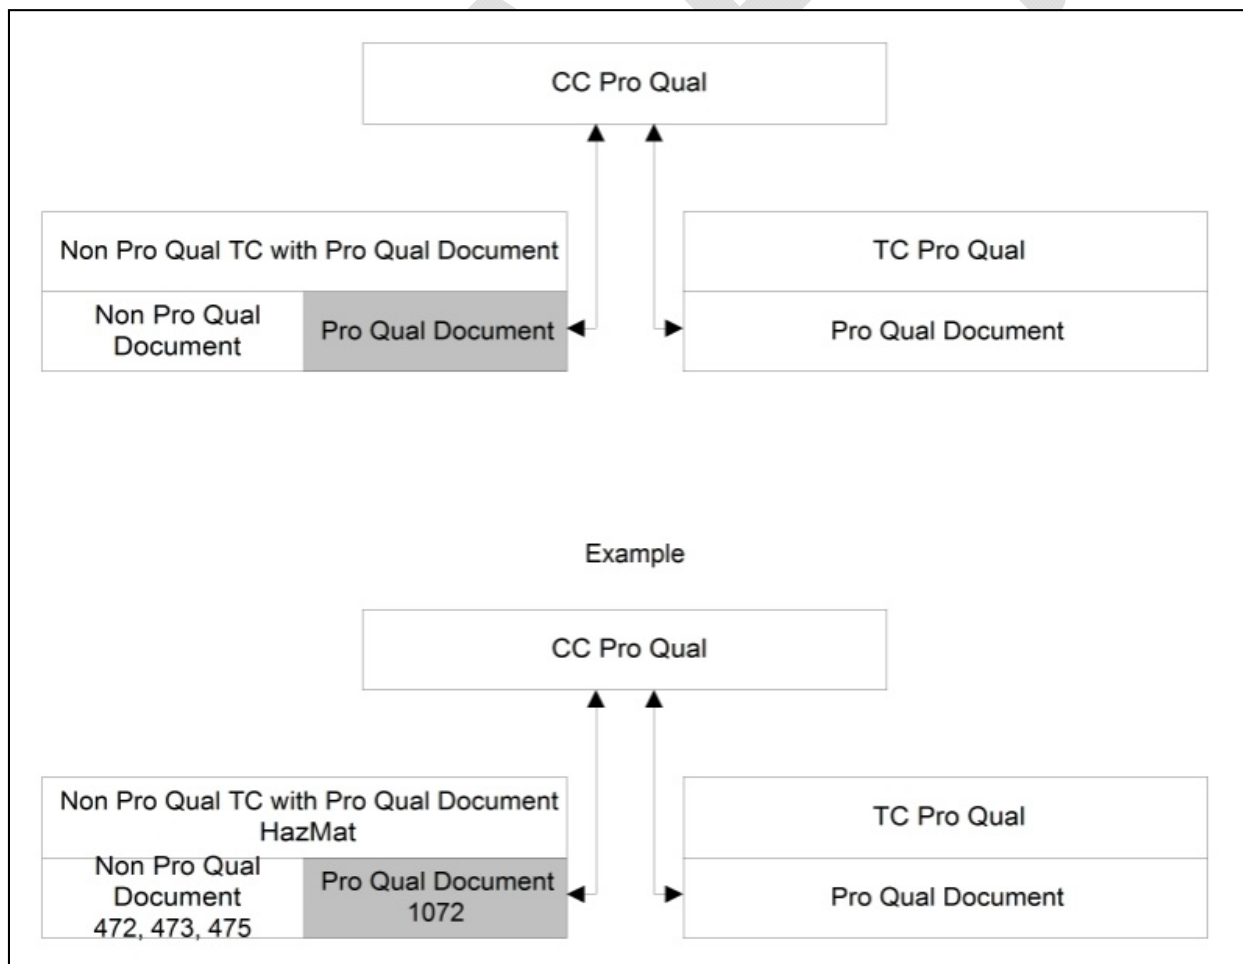 CC Pro Qual
Non Pro Qual TC with Pro Qual Document
TC Pro Qual
Non Pro Qual
Document
Pro Qual Document
Pro Qual Document
Example
CC Pro Qual
Non Pro Qual TC with Pro Qual Document
HazMat
TC Pro Qual
Non Pro Qual
Document
472, 473, 475
Pro Qual Document
1072
Pro Qual Document